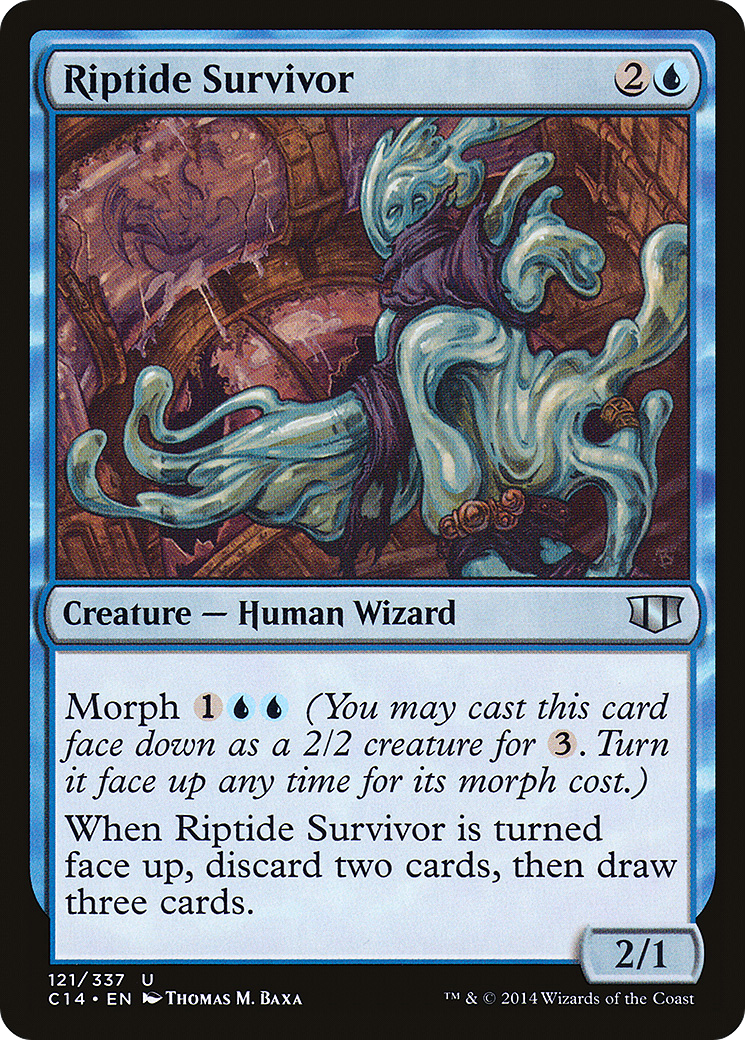 Riptide Survivor 2
Creature — Human Wizard
Morph 1 (You may cast this card
face down as a 2/2 creature for 3. Turn
it face up any time for its morph cost.)
When Riptide Survivor is turned
face up, discard two cards, then draw
three cards.
2/1
121/337 U
C14 • EN Thomas M. Baxa
™ & © 2014 Wizards of the Coast